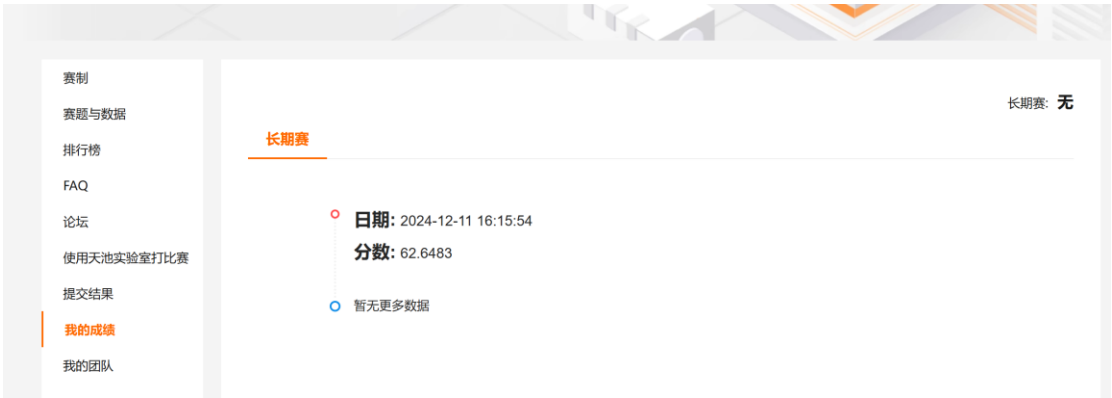 赛制
赛题与数据
排行榜
FAQ
论坛
使用天池实验室打比赛
提交结果
我的成绩
我的团队
长期赛: 无
长期赛
日期: 2024-12-11 16:15:54
分数: 62.6483
暂无更多数据